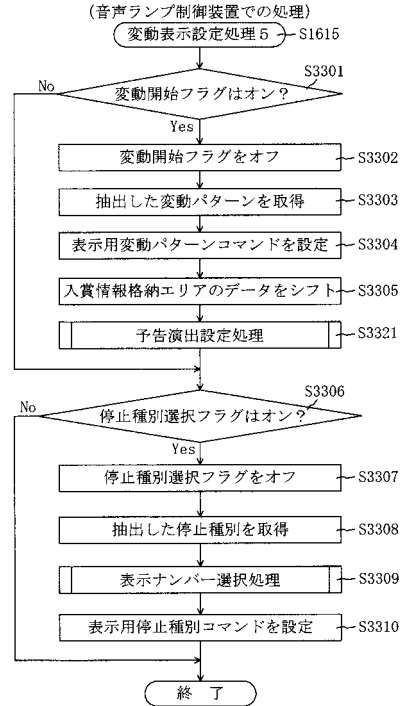 (音声ランプ制御装置での処理)
変動表示設定処理5 S1615
S3301
No
変動開始フラグはオン?
Yes
変動開始フラグをオフ S3302
抽出した変動パターンを取得 S3303
表示用変動パターンコマンドを設定 S3304
入賞情報格納エリアのデータをシフト S3305
予告演出設定処理 S3321
S3306
No
停止種別選択フラグはオン?
Yes
停止種別選択フラグをオフ S3307
抽出した停止種別を取得 S3308
表示ナンバー選択処理 S3309
表示用停止種別コマンドを設定 S3310
終了